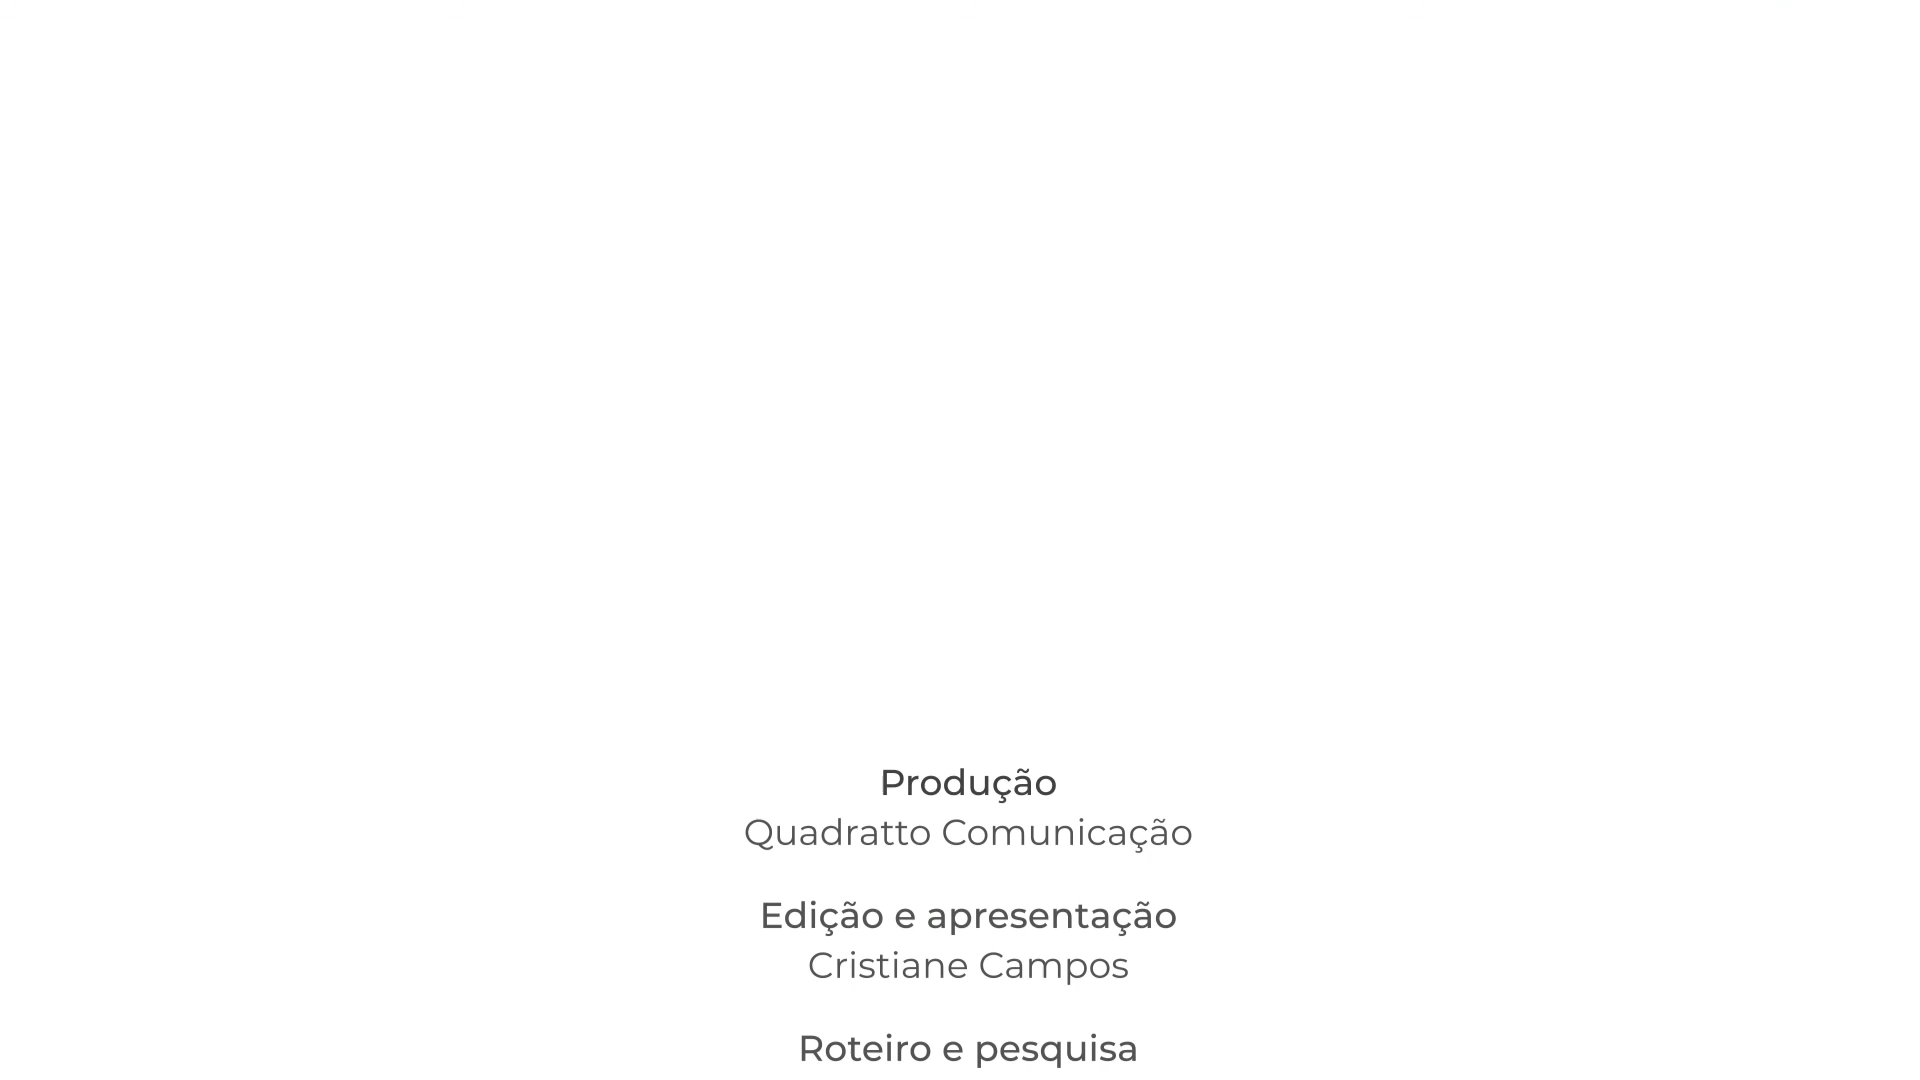 Produção
Quadratto Comunicação
Edição e apresentação
Cristiane Campos
Roteiro e pesquisa